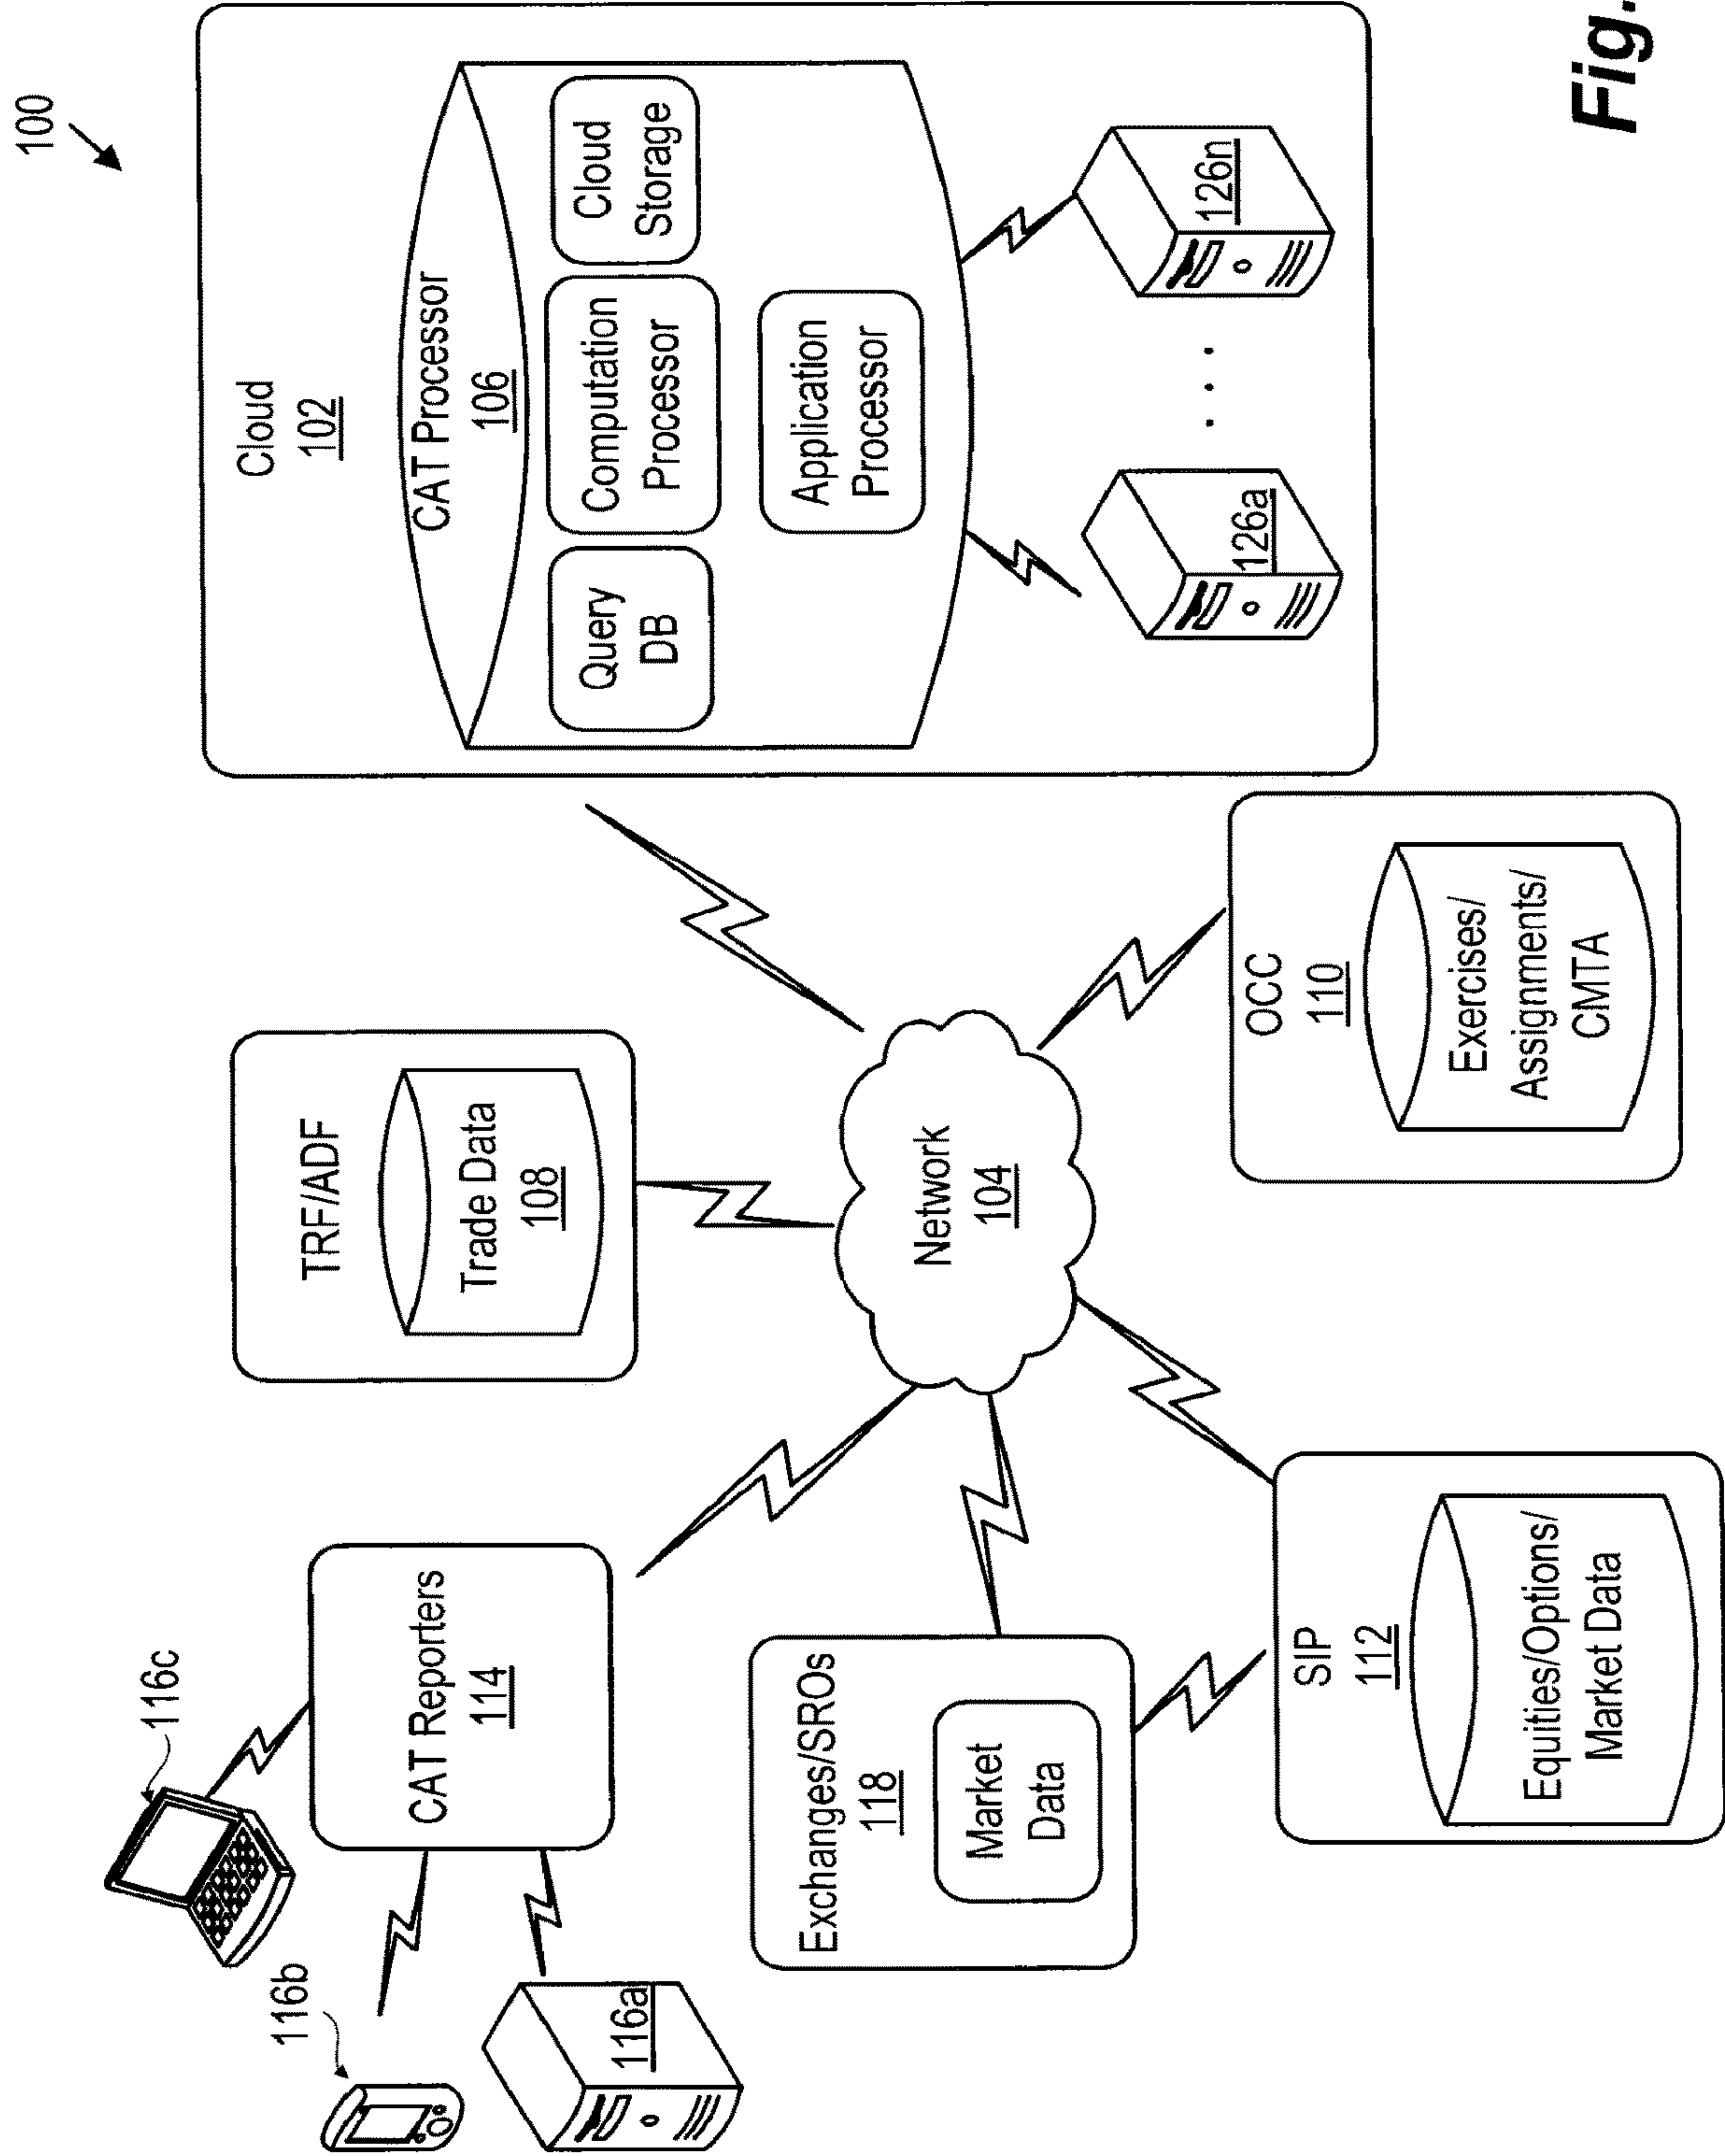 100
116c
116b
116a
CAT Reporters
114
TRF/ADF
Trade Data
108
Cloud
102
CAT Processor
106
Query
DB
Computation
Processor
Cloud
Storage
Application
Processor
126a
. . .
126n
Network
104
Exchanges/SROs
118
Market
Data
SIP
112
Equities/Options/
Market Data
OCC
110
Exercises/
Assignments/
CMTA
Fig.